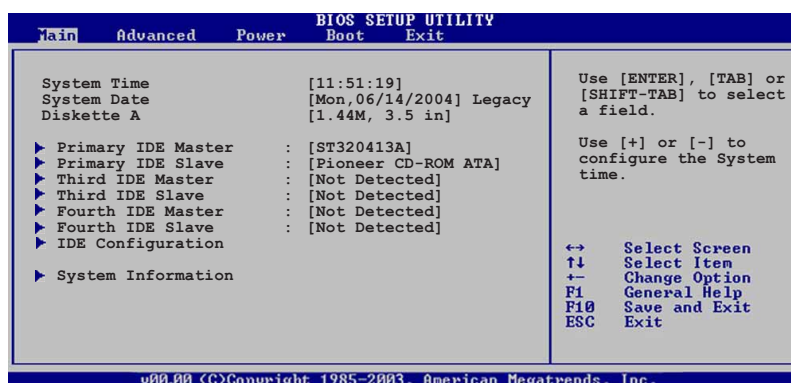 BIOS SETUP UTILITY
Main Advanced Power Boot Exit
System Time [11:51:19]
System Date [Mon,06/14/2004] Legacy
Diskette A [1.44M, 3.5 in]
Primary IDE Master : [ST320413A]
Primary IDE Slave : [Pioneer CD-ROM ATA]
Third IDE Master : [Not Detected]
Third IDE Slave : [Not Detected]
Fourth IDE Master : [Not Detected]
Fourth IDE Slave : [Not Detected]
IDE Configuration
System Information
Use [ENTER], [TAB] or
[SHIFT-TAB] to select
a field.
Use [+] or [-] to
configure the System
time.
↔ Select Screen
↑↓ Select Item
+- Change Option
F1 General Help
F10 Save and Exit
ESC Exit
v00.00 (C)Copyright 1985-2003, American Megatrends, Inc.